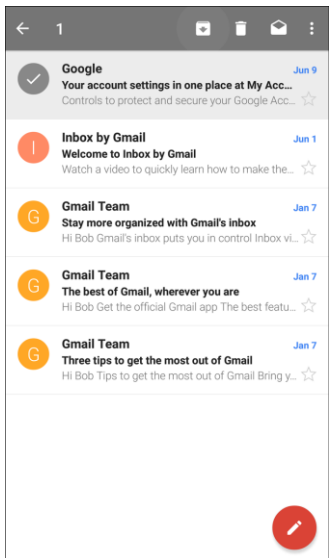 1
Google Jun 9
Your account settings in one place at My Acc...
Controls to protect and secure your Google Acc...
I
Inbox by Gmail Jun 1
Welcome to Inbox by Gmail
Watch a video to quickly learn how to make the...
G
Gmail Team Jan 7
Stay more organized with Gmail's inbox
Hi Bob Gmail's inbox puts you in control Inbox vi...
G
Gmail Team Jan 7
The best of Gmail, wherever you are
Hi Bob Get the official Gmail app The best featu...
G
Gmail Team Jan 7
Three tips to get the most out of Gmail
Hi Bob Tips to get the most out of Gmail Bring y...